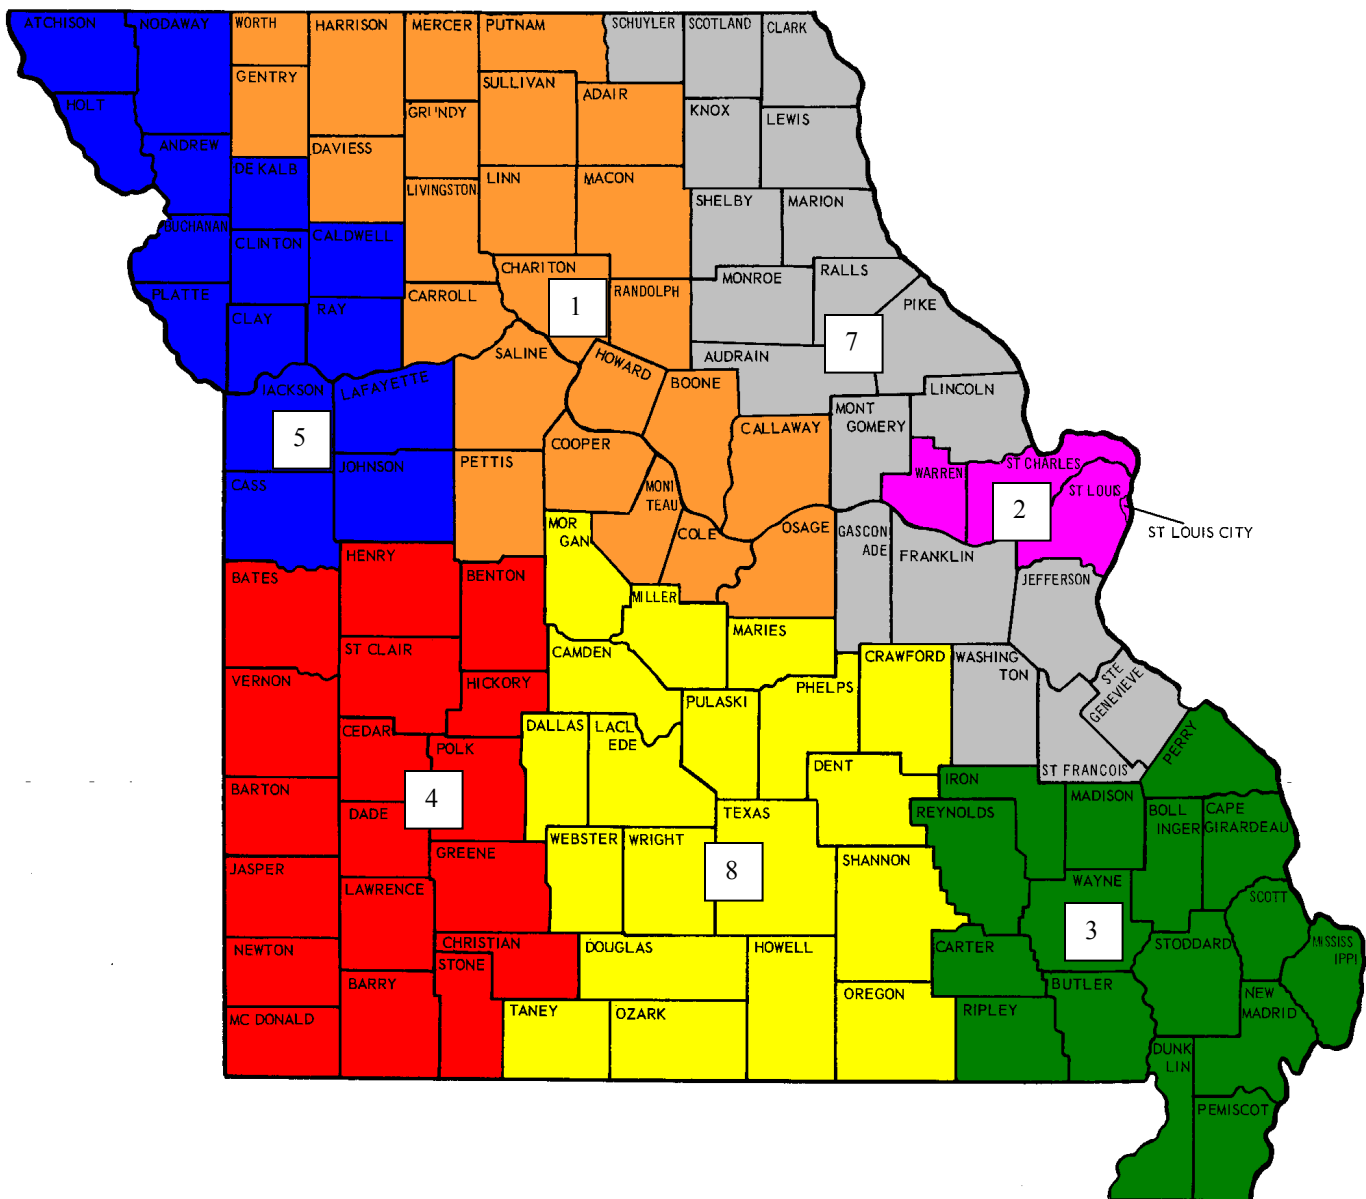 ATCHISON
NODAWAY
WORTH
HARRISON
MERCER
PUTNAM
SCHUYLER
SCOTLAND
CLARK
GENTRY
SULLIVAN
ADAIR
HOLT
GRUNDY
KNOX
LEWIS
ANDREW
DE KALB
DAVIESS
LIVINGSTON
LINN
MACON
SHELBY
MARION
BUCHANAN
CLINTON
CALDWELL
CHARITON
MONROE
RALLS
PLATTE
CLAY
RAY
CARROLL
1
RANDOLPH
PIKE
7
SALINE
HOWARD
AUDRAIN
JACKSON
LAFAYETTE
BOONE
LINCOLN
5
COOPER
CALLAWAY
MONT
GOMERY
CASS
JOHNSON
PETTIS
MONI
TEAU
WARREN
ST CHARLES
ST LOUIS
2
ST LOUIS CITY
MOR
GAN
COLE
OSAGE
GASCON
ADE
FRANKLIN
JEFFERSON
BATES
HENRY
BENTON
MILLER
MARIES
ST CLAIR
CAMDEN
CRAWFORD
WASHING
TON
STE
GENEVIEVE
VERNON
HICKORY
PULASKI
PHELPS
CEDAR
POLK
DALLAS
LACL
EDE
DENT
ST FRANCOIS
PERRY
BARTON
4
DADE
TEXAS
IRON
REYNOLDS
MADISON
BOLL
INGER
CAPE
GIRARDEAU
GREENE
WEBSTER
WRIGHT
8
SHANNON
JASPER
LAWRENCE
WAYNE
SCOTT
3
NEWTON
CHRISTIAN
STONE
DOUGLAS
HOWELL
CARTER
STODDARD
MISSISS
IPPI
BARRY
OREGON
BUTLER
NEW
MADRID
MC DONALD
TANEY
OZARK
RIPLEY
DUNK
LIN
PEMISCOT